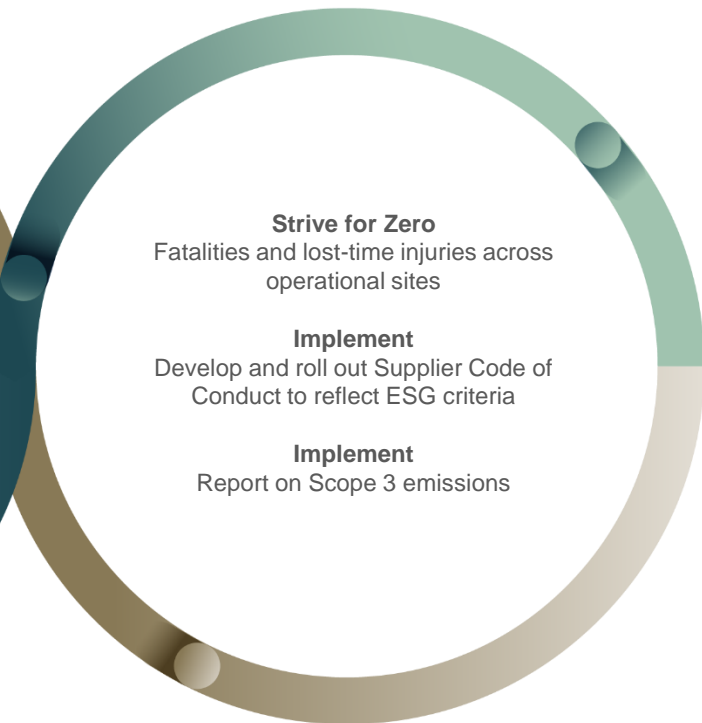 Strive for Zero
Fatalities and lost-time injuries across
operational sites
Implement
Develop and roll out Supplier Code of
Conduct to reflect ESG criteria
Implement
Report on Scope 3 emissions